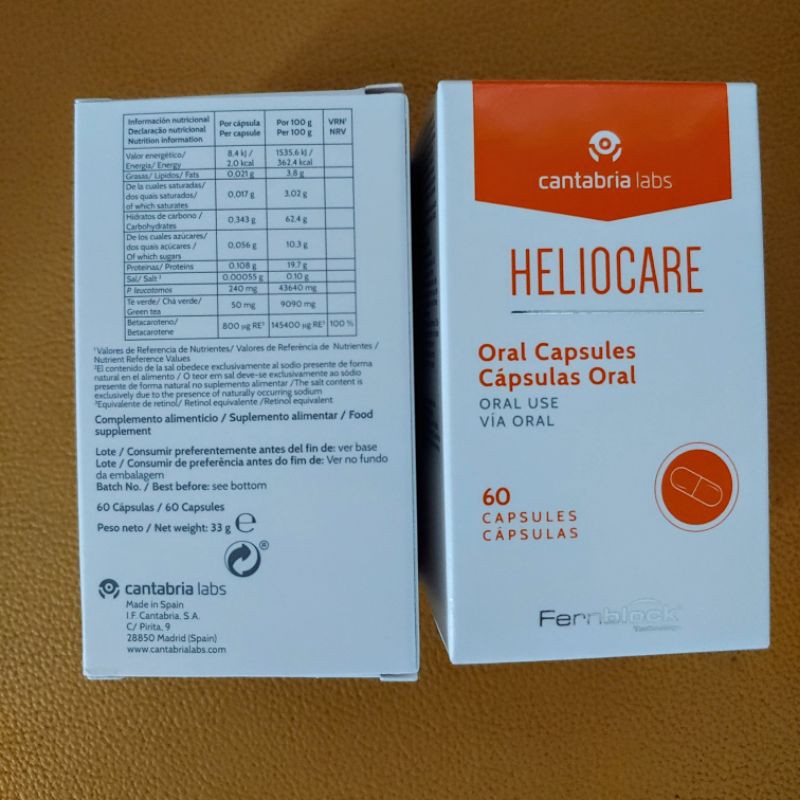 Información nutricional
Declaração nutricional
Nutrition information
Por cápsula
Per capsule
Por 100 g
Per 100 g
VRN¹
NRV
Valor energético/
Energia/ Energy
8.4 kJ /
2.0 kcal
1535.6 kJ /
362.4 kcal
Grasas/ Lípidos/ Fats
0,021 g
3,8 g
De la cuales saturadas/
dos quais saturados/
of which saturates
0,017 g
3,02 g
Hidratos de carbono /
Carbohydrates
0,343 g
62,4 g
De los cuales azúcares/
dos quais açúcares /
Of which sugars
0,056 g
10,3 g
Proteínas/ Proteins
0,108 g
19,7 g
Sal/ Salt ²
0,00055 g
0,10 g
P. leucotomos
240 mg
43640 mg
Té verde/ Chá verde/
Green tea
50 mg
9090 mg
Betacaroteno/
Betacarotene
800 µg RE³
145400 µg RE³
100 %
¹Valores de Referencia de Nutrientes/ Valores de Referência de Nutrientes /
Nutrient Reference Values
²El contenido de la sal obedece exclusivamente al sodio presente de forma
natural en el alimento / O teor em sal deve-se exclusivamente ao sódio
presente de forma natural no suplemento alimentar /The salt content is
exclusively due to the presence of naturally occurring sodium
³Equivalente de retinol/ Retinol equivalente /Retinol equivalent
Complemento alimenticio / Suplemento alimentar / Food
supplement
Lote / Consumir preferentemente antes del fin de: ver base
Lote / Consumir de preferência antes do fim de: Ver no fundo
da embalagem
Batch No. / Best before: see bottom
60 Cápsulas / 60 Capsules
Peso neto / Net weight: 33 g e
®
cantabria labs
Made in Spain
I.F. Cantabria, S.A.
C/ Pirita, 9
28850 Madrid (Spain)
www.cantabrialabs.com
cantabria labs
HELIOCARE
Oral Capsules
Cápsulas Oral
ORAL USE
VÍA ORAL
60
CAPSULES
CÁPSULAS
Fernblock®